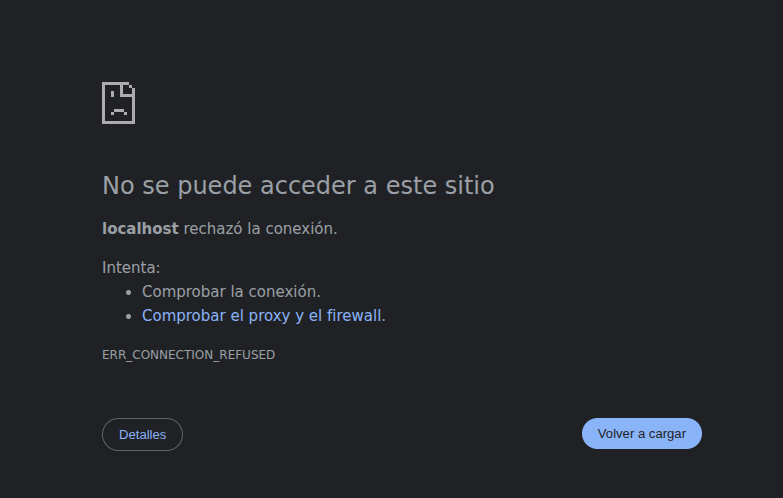 No se puede acceder a este sitio
localhost rechazó la conexión.
Intenta:
• Comprobar la conexión.
• Comprobar el proxy y el firewall.
ERR_CONNECTION_REFUSED
Detalles
Volver a cargar